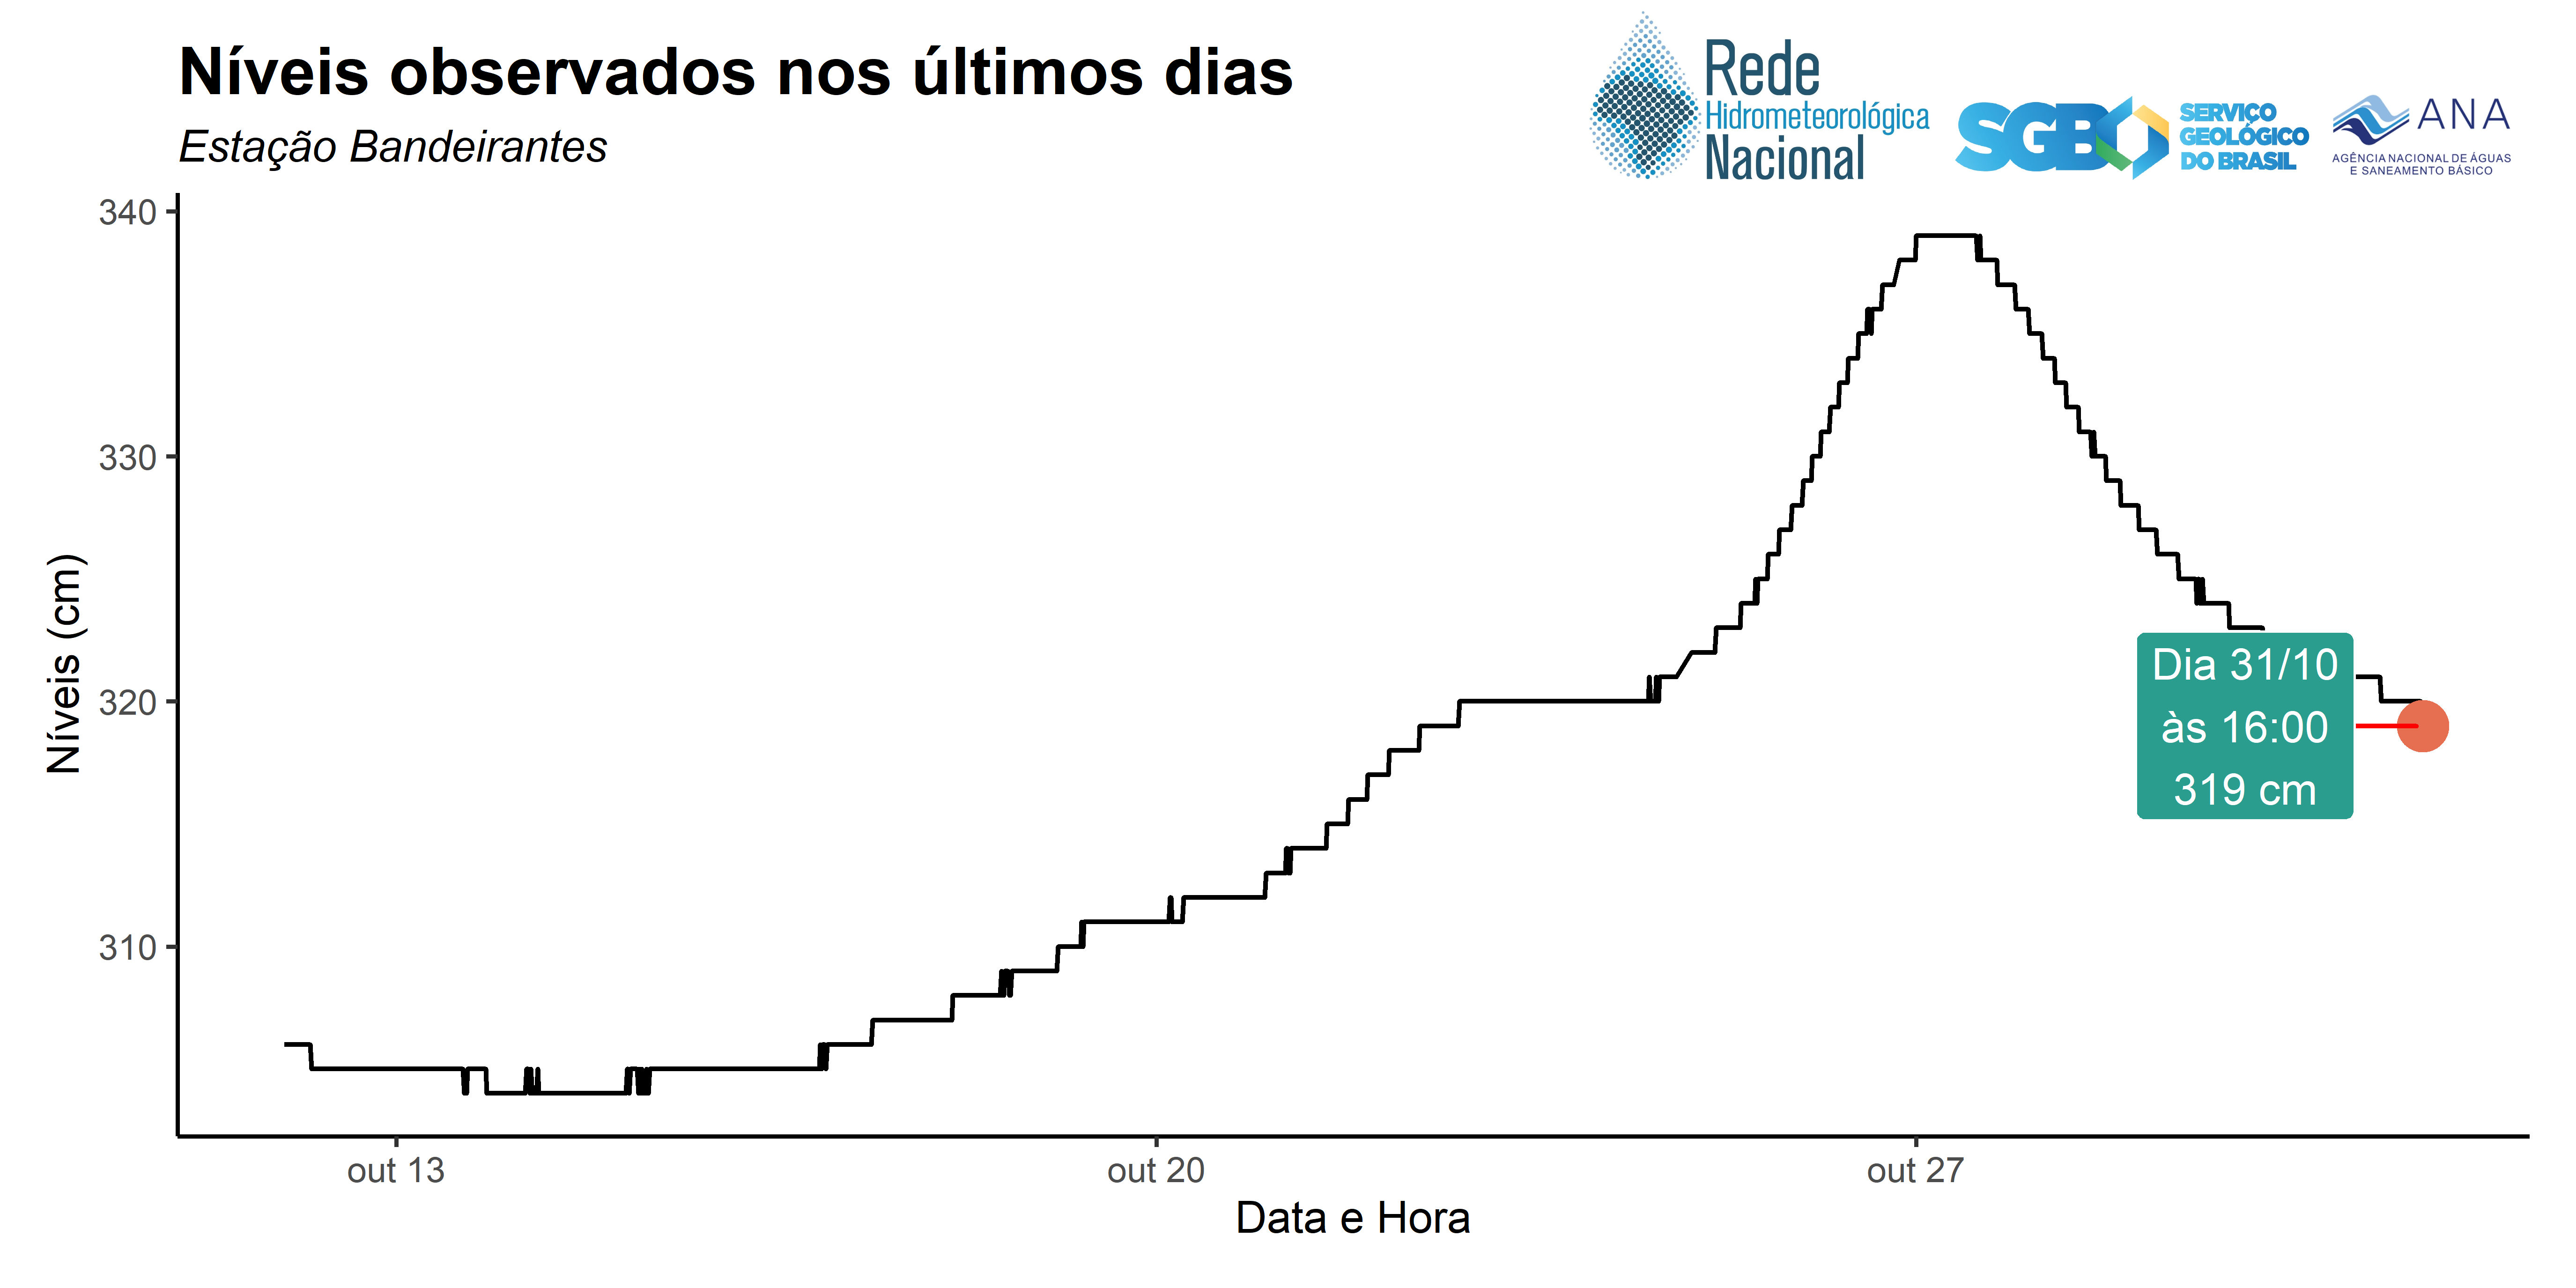 Níveis observados nos últimos dias
Estação Bandeirantes
Rede
Hidrometeorológica
Nacional
SGB
SERVIÇO
GEOLÓGICO
DO BRASIL
ANA
AGÊNCIA NACIONAL DE ÁGUAS
E SANEAMENTO BÁSICO
340
330
320
310
Níveis (cm)
Dia 31/10
às 16:00
319 cm
out 13
out 20
out 27
Data e Hora